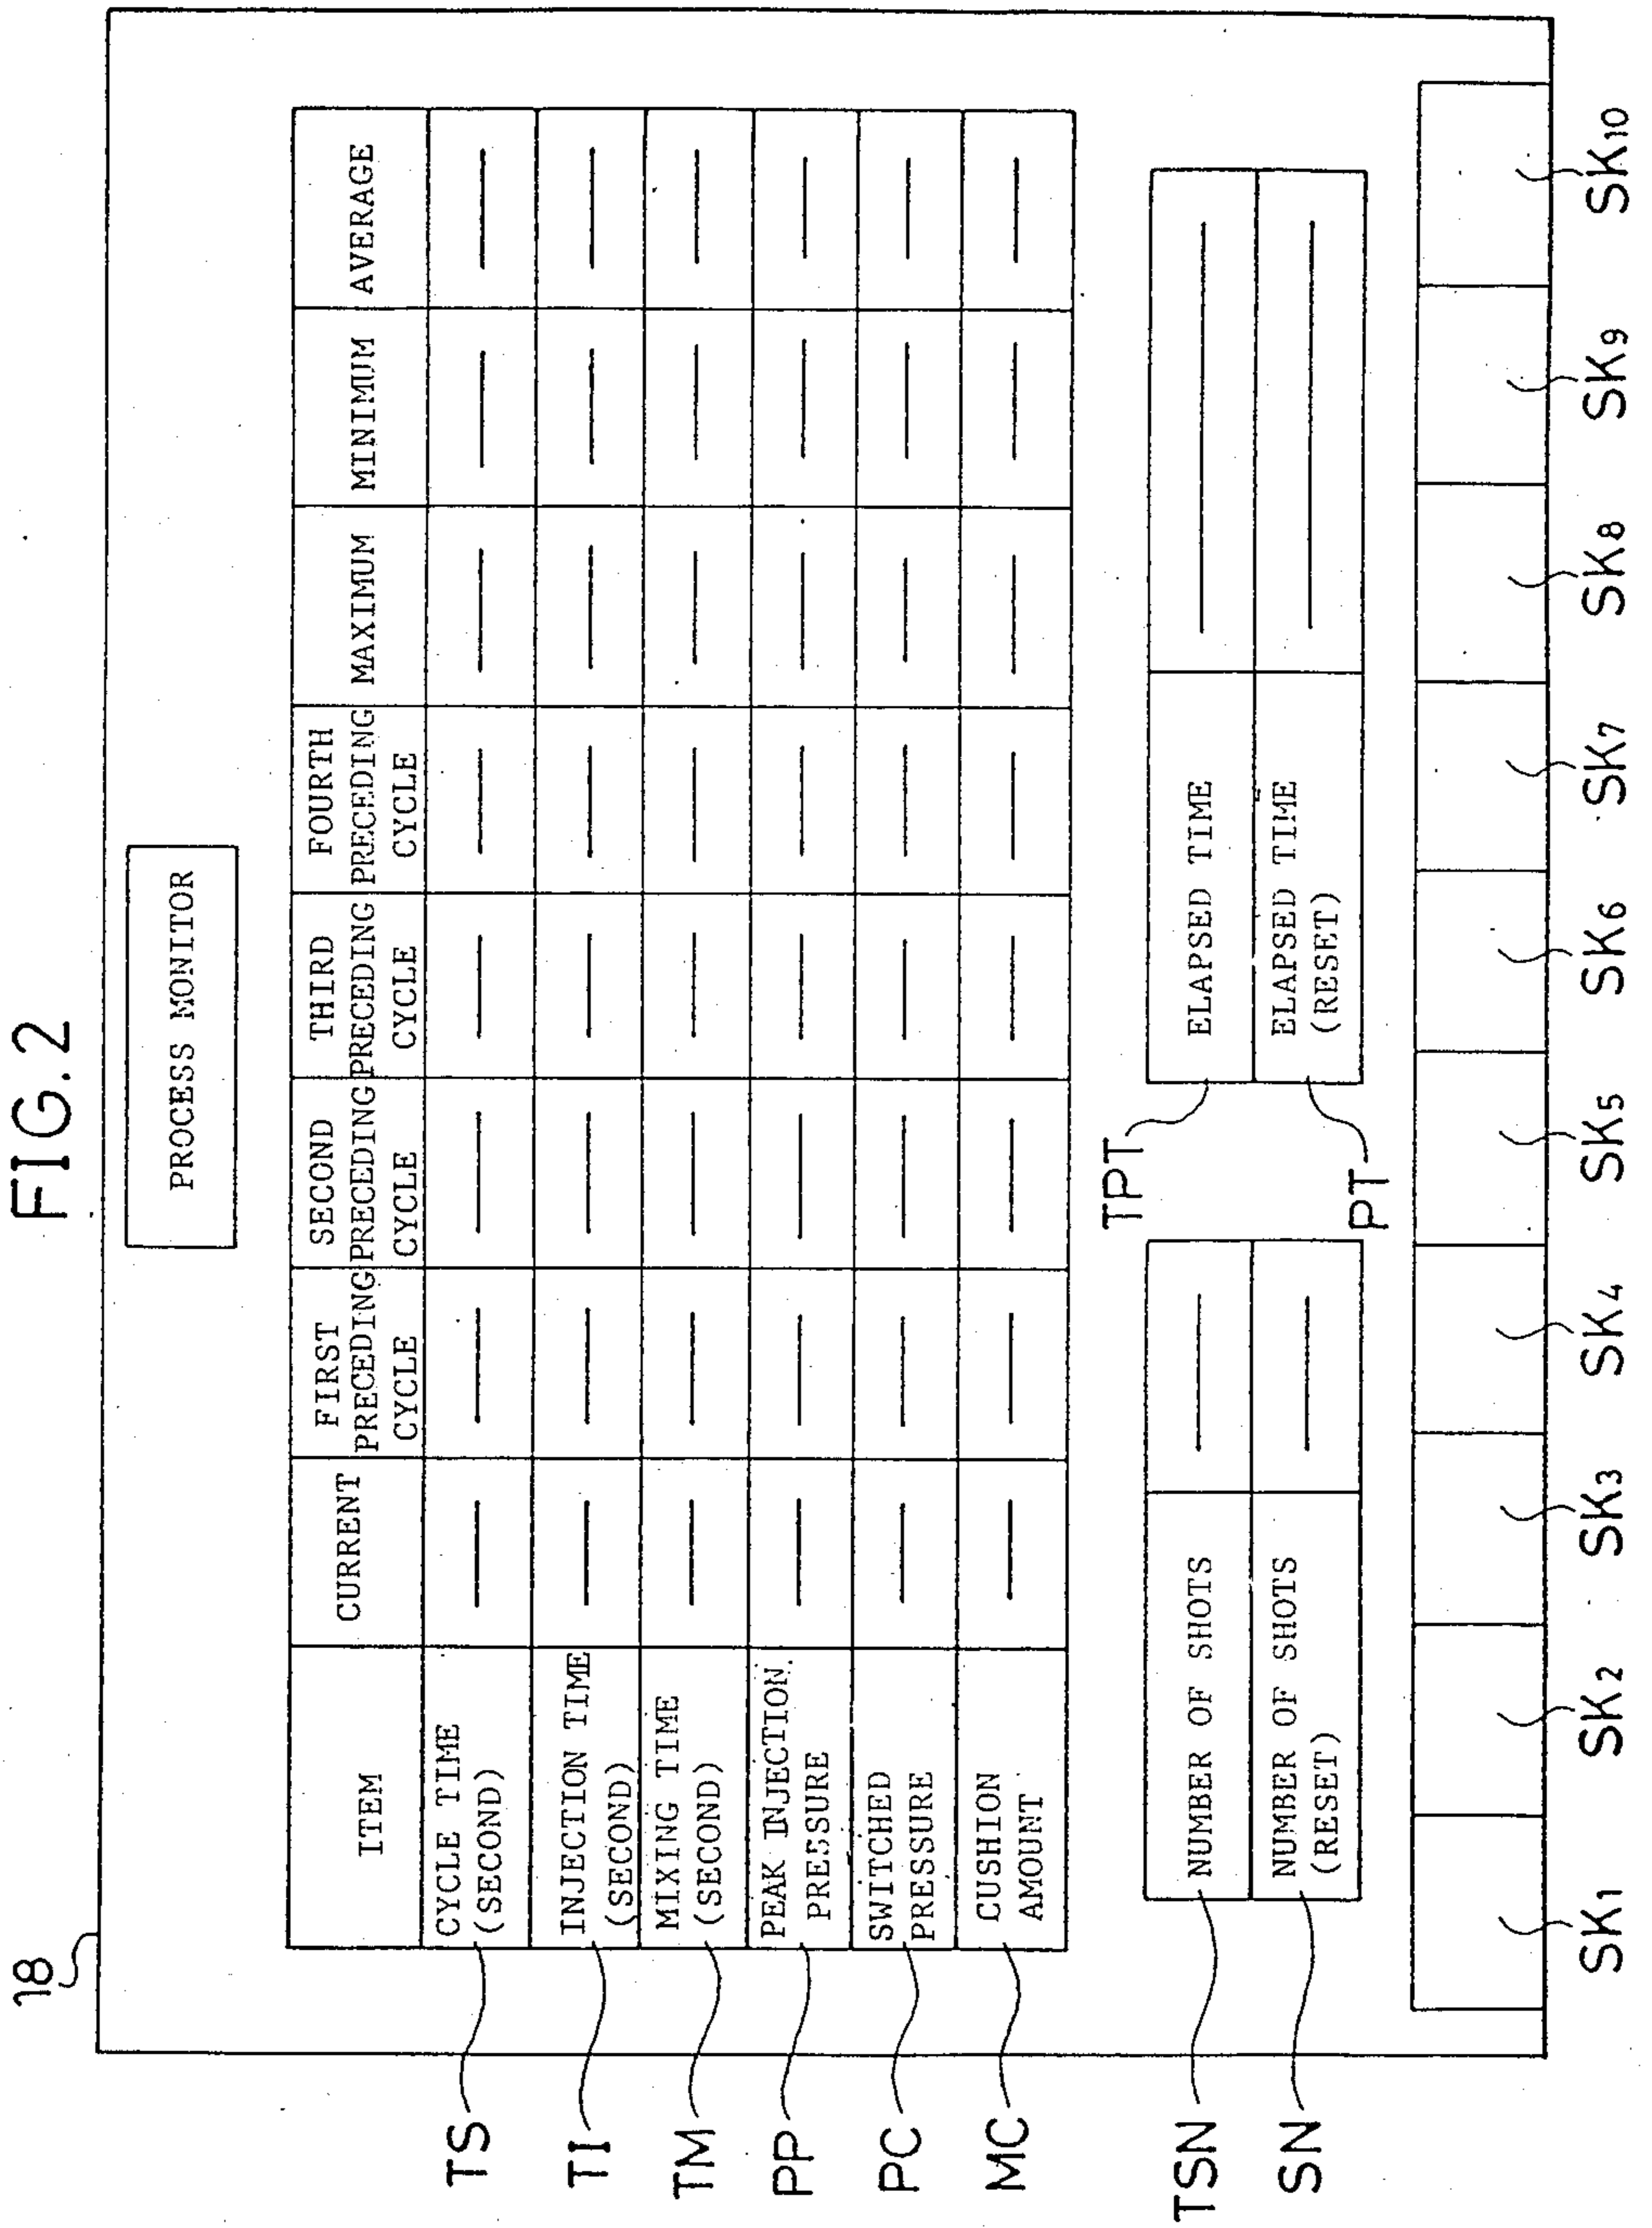 FIG.2
18
PROCESS MONITOR
ITEM
CURRENT
FIRST
PRECEDING
CYCLE
SECOND
PRECEDING
CYCLE
THIRD
PRECEDING
CYCLE
FOURTH
PRECEDING
CYCLE
MAXIMUM
MINIMUM
AVERAGE
TS
CYCLE TIME
(SECOND)
TI
INJECTION TIME
(SECOND)
TM
MIXING TIME
(SECOND)
PP
PEAK INJECTION
PRESSURE
PC
SWITCHED
PRESSURE
MC
CUSHION
AMOUNT
TSN
NUMBER OF SHOTS
SN
NUMBER OF SHOTS
(RESET)
TPT
ELAPSED TIME
PT
ELAPSED TIME
(RESET)
SK1 SK2 SK3 SK4 SK5 SK6 SK7 SK8 SK9 SK10